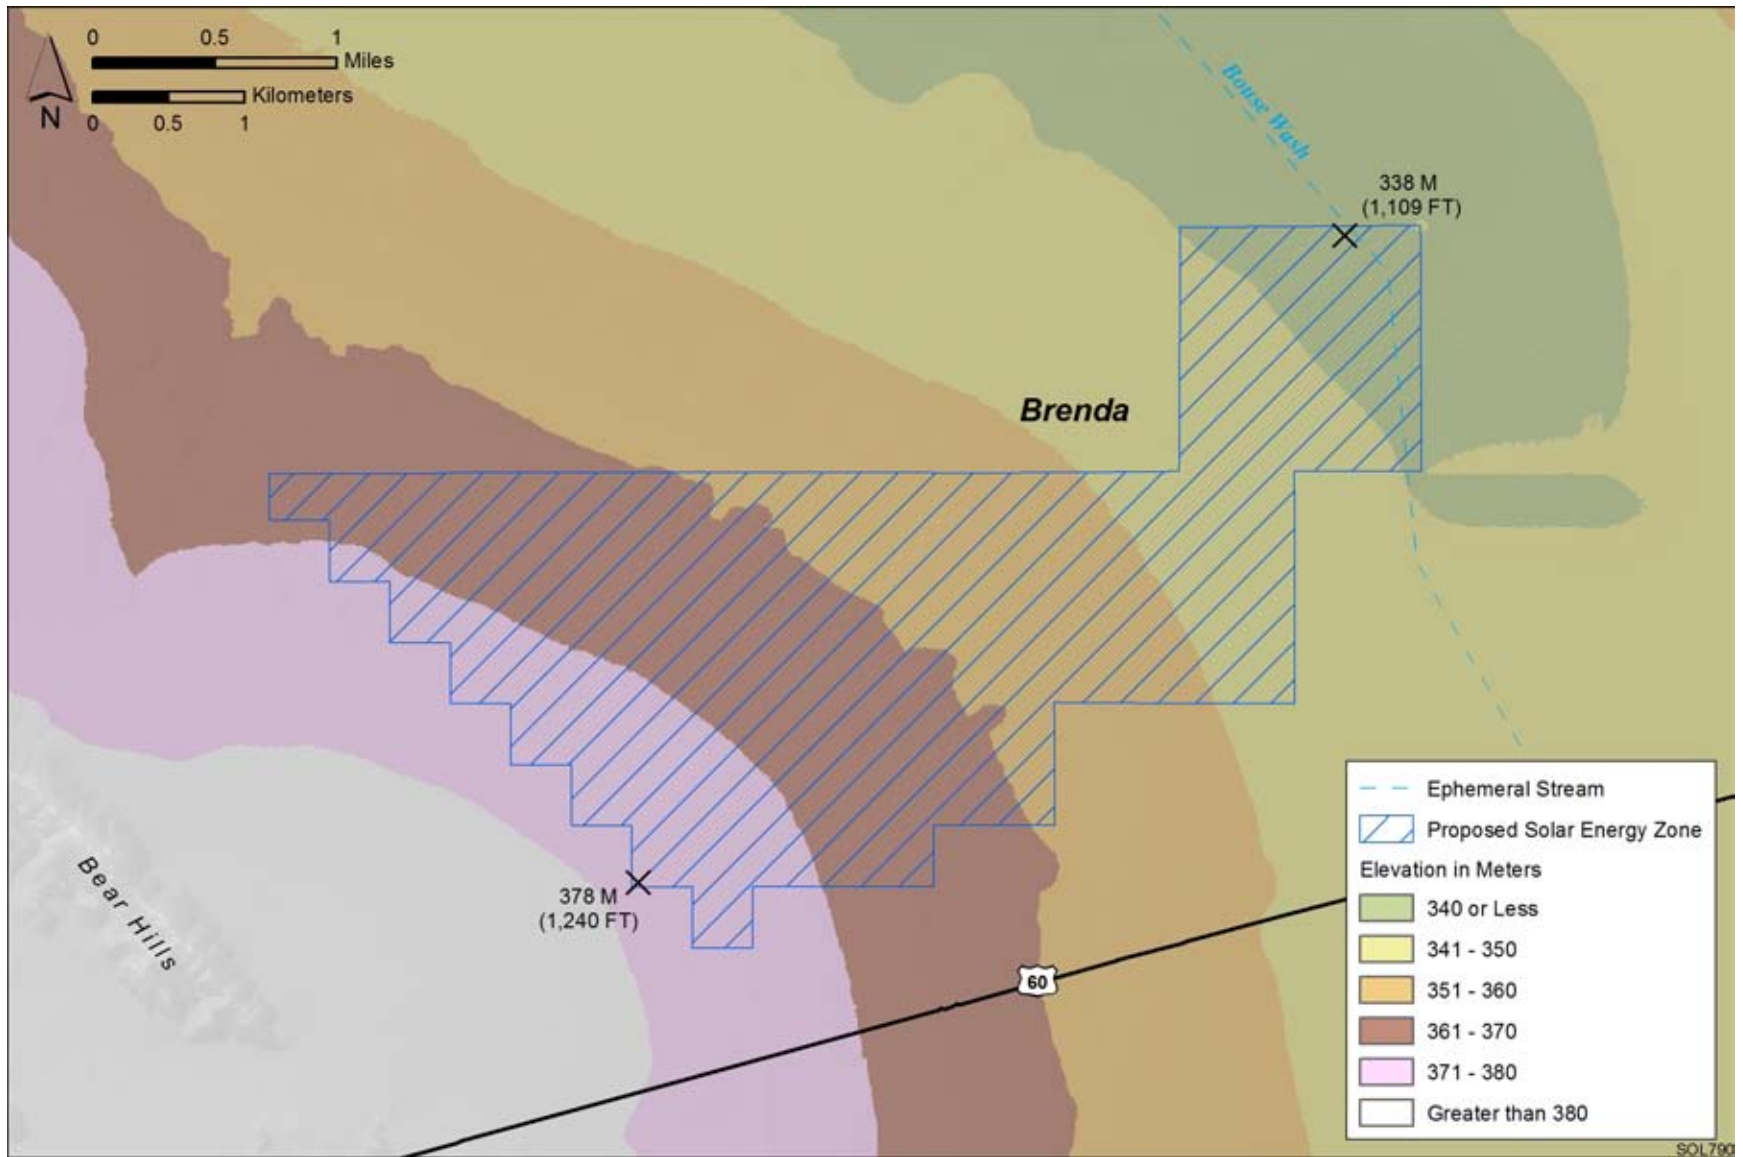 0 0.5 1
Miles
Kilometers
0 0.5 1
N
Bouse Wash
338 M
(1,109 FT)
Brenda
378 M
(1,240 FT)
Bear Hills
60
Ephemeral Stream
Proposed Solar Energy Zone
Elevation in Meters
340 or Less
341 - 350
351 - 360
361 - 370
371 - 380
Greater than 380
SOL790